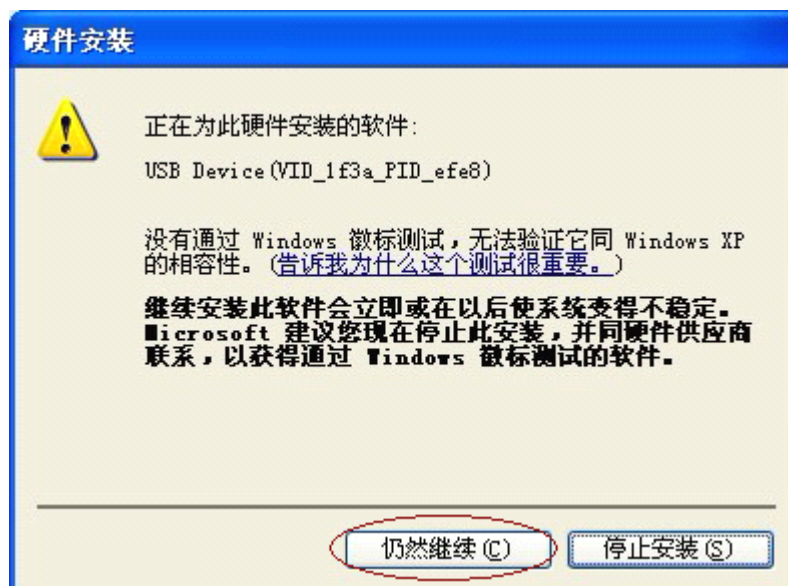 硬件安装
正在为此硬件安装的软件:
USB Device(VID_1f3a_PID_efe8)
没有通过 Windows 徽标测试，无法验证它同 Windows XP
的相容性。(告诉我为什么这个测试很重要。)
继续安装此软件会立即或在以后使系统变得不稳定。
Microsoft 建议您现在停止此安装，并同硬件供应商
联系，以获得通过 Windows 徽标测试的软件。
仍然继续(C)
停止安装(S)